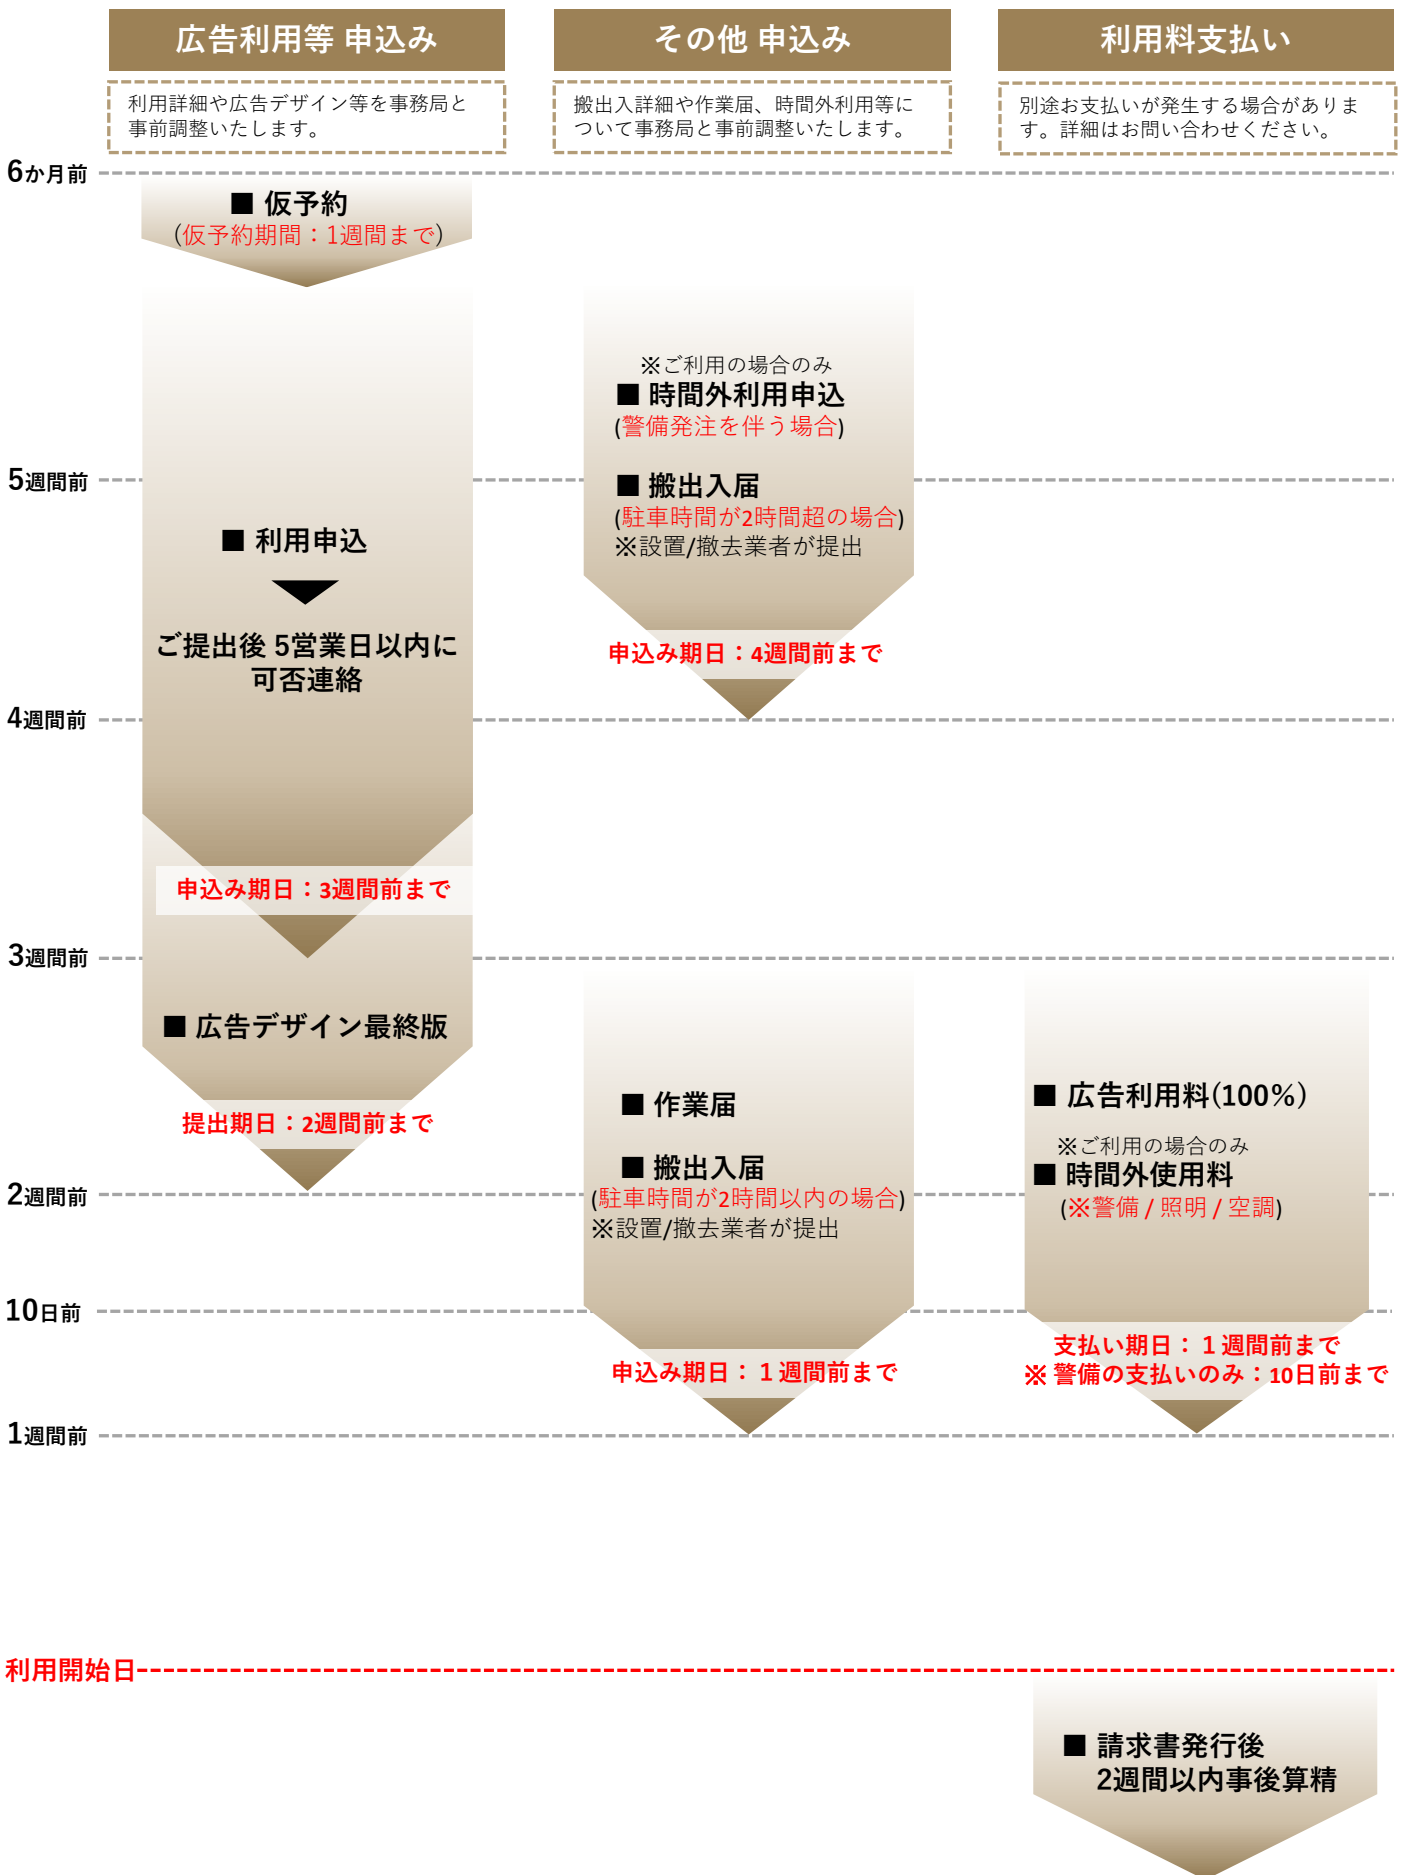 広告利用等 申込み
その他 申込み
利用料支払い
利用詳細や広告デザイン等を事務局と
事前調整いたします。
搬出入詳細や作業届、時間外利用等に
ついて事務局と事前調整いたします。
別途お支払いが発生する場合がありま
す。詳細はお問い合わせください。
6か月前
■ 仮予約
(仮予約期間：1週間まで)
※ご利用の場合のみ
■ 時間外利用申込
(警備発注を伴う場合)
5週間前
■ 搬出入届
(駐車時間が2時間超の場合)
※設置/撤去業者が提出
■ 利用申込
ご提出後 5営業日以内に
可否連絡
申込み期日：4週間前まで
4週間前
申込み期日：3週間前まで
3週間前
■ 広告デザイン最終版
提出期日：2週間前まで
2週間前
■ 作業届
■ 搬出入届
(駐車時間が2時間以内の場合)
※設置/撤去業者が提出
■ 広告利用料(100%)
※ご利用の場合のみ
■ 時間外使用料
(※警備 / 照明 / 空調)
10日前
申込み期日：１週間前まで
支払い期日：１週間前まで
※ 警備の支払いのみ：10日前まで
1週間前
利用開始日
■ 請求書発行後
2週間以内事後算精